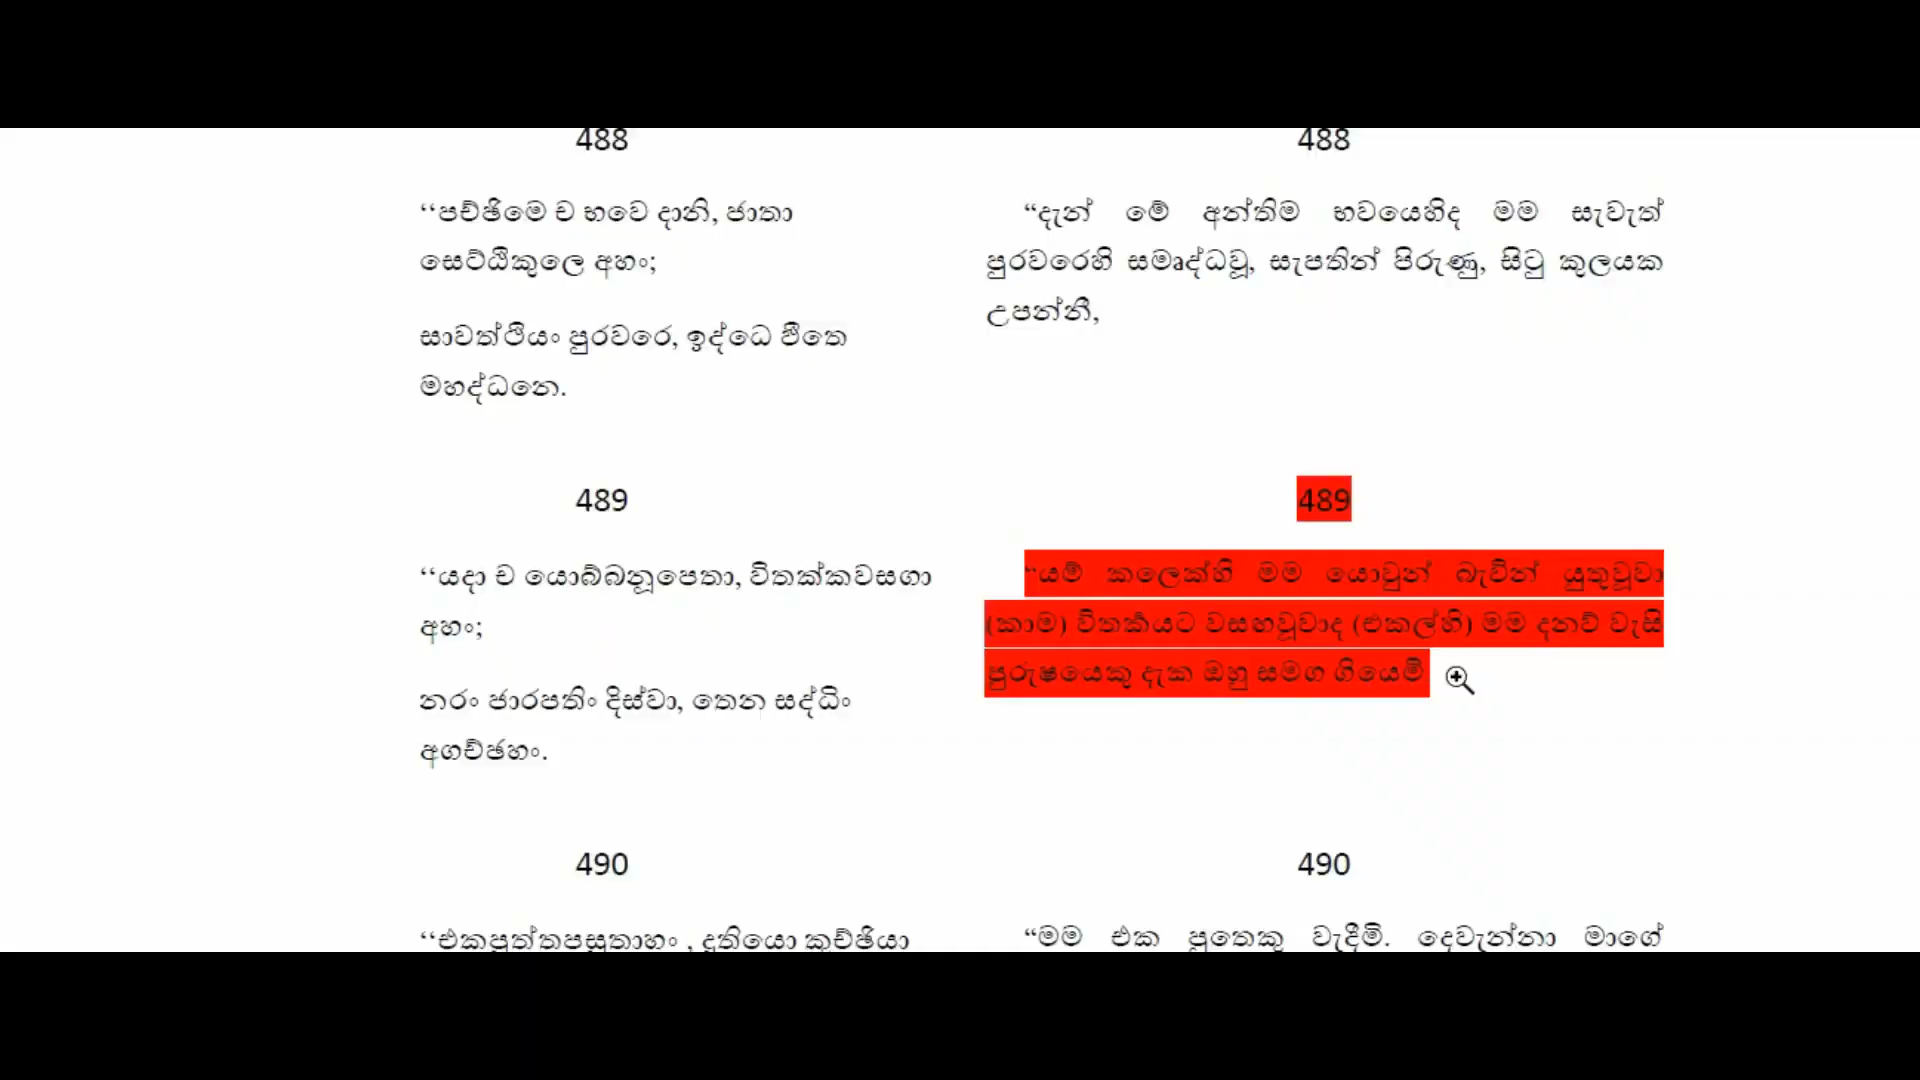 488
‘‘පච්ඡිමෙ ච භවෙ දානි, ජාතා
සෙට්ඨිකුලෙ අහං;
සාවත්ථියං පුරවරෙ, ඉද්ධෙ ඵීතෙ
මහද්ධනෙ.
489
‘‘යදා ච යොබ්බනූපෙතා, විතක්කවසගා
අහං;
නරං ජාරපතිං දිස්වා, තෙන සද්ධිං
අගච්ඡහං.
490
‘‘එකපුත්තපසූතාහං , දුතියො කුච්ඡියා
488
“දැන් මේ අන්තිම භවයෙහිද මම සැවැත්
පුරවරෙහි සමෘද්ධවූ, සැපතින් පිරුණු, සිටු කුලයක
උපන්නී,
489
“යම් කලෙක්හි මම යොවුන් බැවින් යුතුවූවා
(කාම) විතර්‍කයට වසඟවූවාද (එකල්හි) මම දනව් වැසි
පුරුෂයෙකු දැක ඔහු සමග ගියෙමි
490
“මම එක පුතෙකු වැදීමි. දෙවැන්නා මාගේ